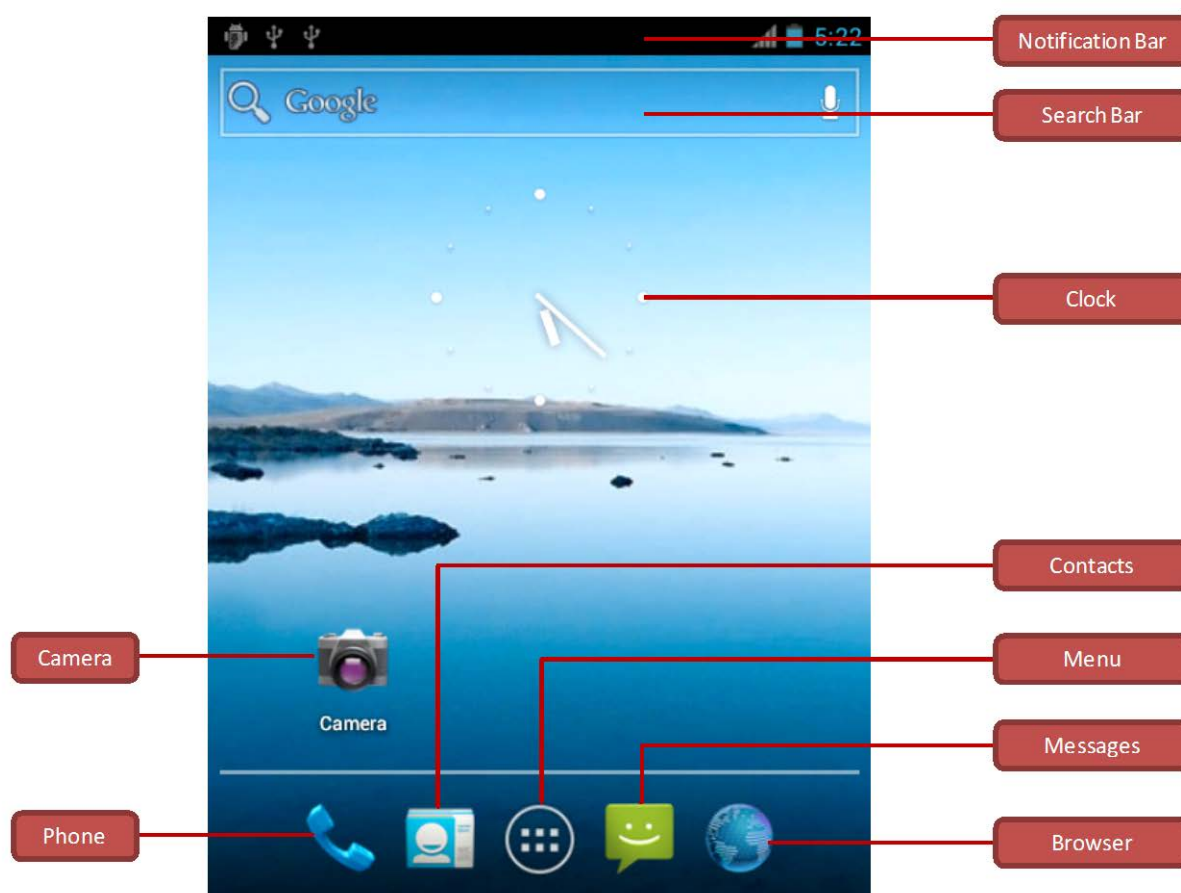 5:22
Notification Bar
Google
Search Bar
Clock
Contacts
Camera
Menu
Camera
Messages
Phone
Browser